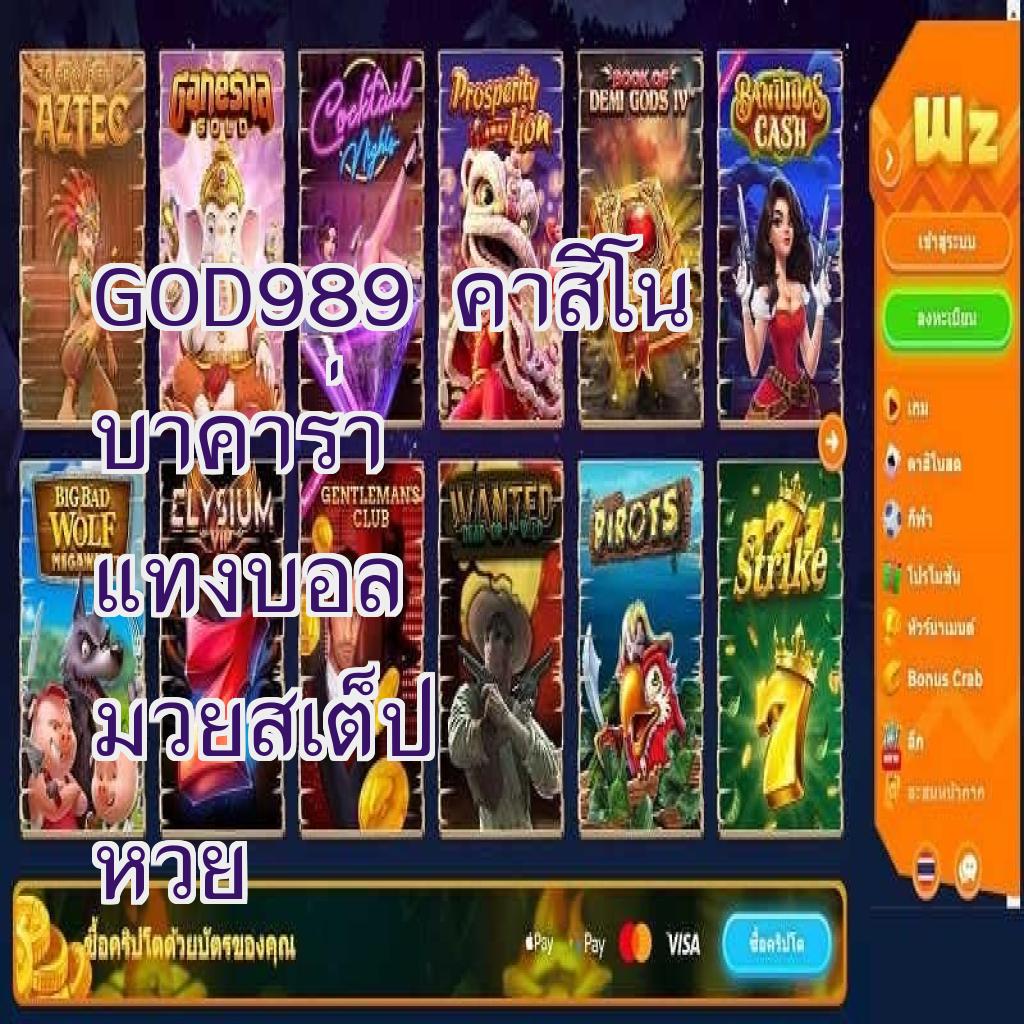 AZTEC
Ganesha
GOLD
Cocktail
Nights
Prosperity
Lion
BOOK OF
DEMI GODS IV
BANDIDOS
CASH
Wz
เข้าสู่ระบบ
ลงทะเบียน
GOD989 คาสิโน
บาคาร่า
แทงบอล
มวยสเต็ป
หวย
เกม
คาสิโนสด
กีฬา
โปรโมชั่น
ทัวร์นาเมนต์
Bonus Crab
BIG BAD
WOLF
MEGAWAYS
ELYSIUM
VIP
GENTLEMAN'S
CLUB
WANTED
DEAD OR A WILD
PIROTS
777
Strike
7
ซื้อคริปโตด้วยบัตรของคุณ
Pay
Pay
VISA
ซื้อคริปโต